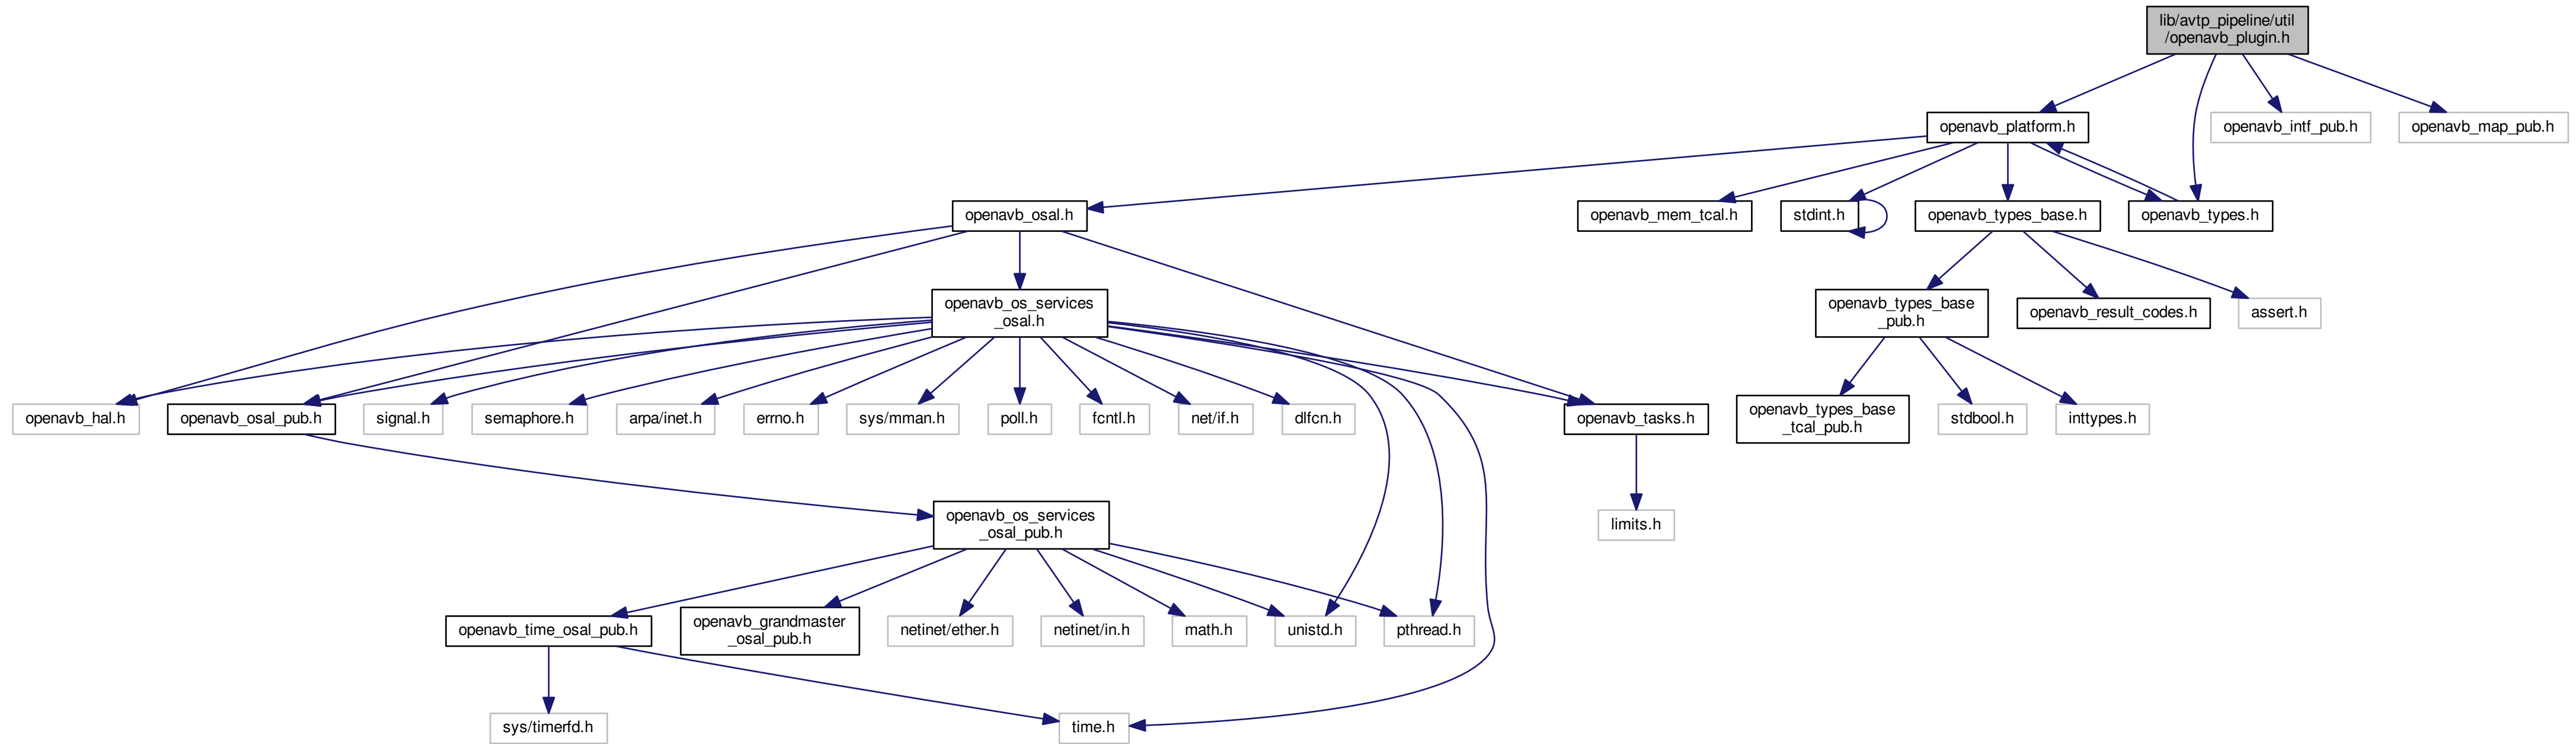 lib/avtp_pipeline/util
/openavb_plugin.h
openavb_platform.h
openavb_intf_pub.h
openavb_map_pub.h
openavb_osal.h
openavb_mem_tcal.h
stdint.h
openavb_types_base.h
openavb_types.h
openavb_os_services
_osal.h
openavb_types_base
_pub.h
openavb_result_codes.h
assert.h
openavb_hal.h
openavb_osal_pub.h
signal.h
semaphore.h
arpa/inet.h
errno.h
sys/mman.h
poll.h
fcntl.h
net/if.h
dlfcn.h
openavb_tasks.h
openavb_types_base
_tcal_pub.h
stdbool.h
inttypes.h
openavb_os_services
_osal_pub.h
limits.h
openavb_time_osal_pub.h
openavb_grandmaster
_osal_pub.h
netinet/ether.h
netinet/in.h
math.h
unistd.h
pthread.h
sys/timerfd.h
time.h